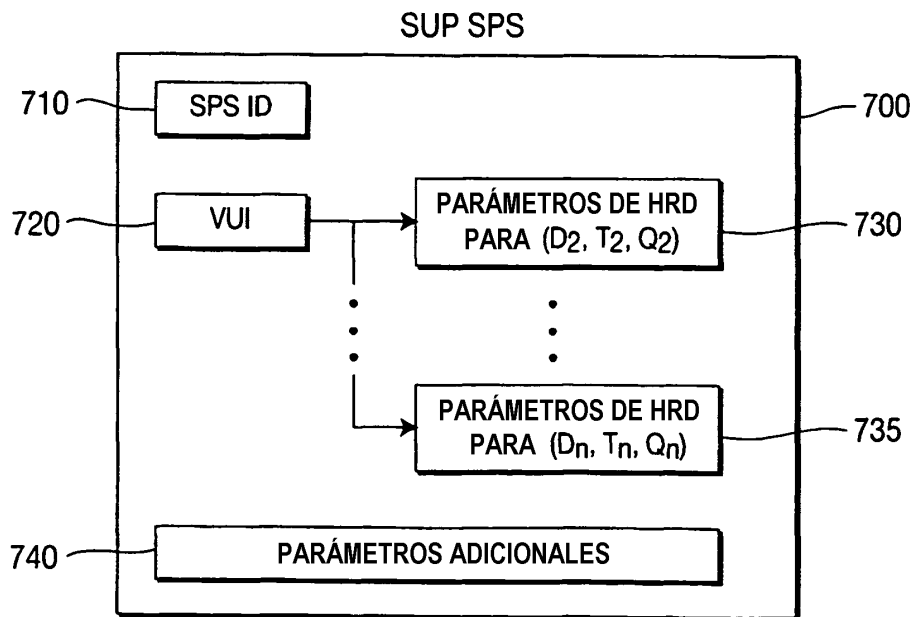 SUP SPS
710
SPS ID
700
720
VUI
PARÁMETROS DE HRD
PARA (D2, T2, Q2)
730
PARÁMETROS DE HRD
PARA (Dn, Tn, Qn)
735
740
PARÁMETROS ADICIONALES